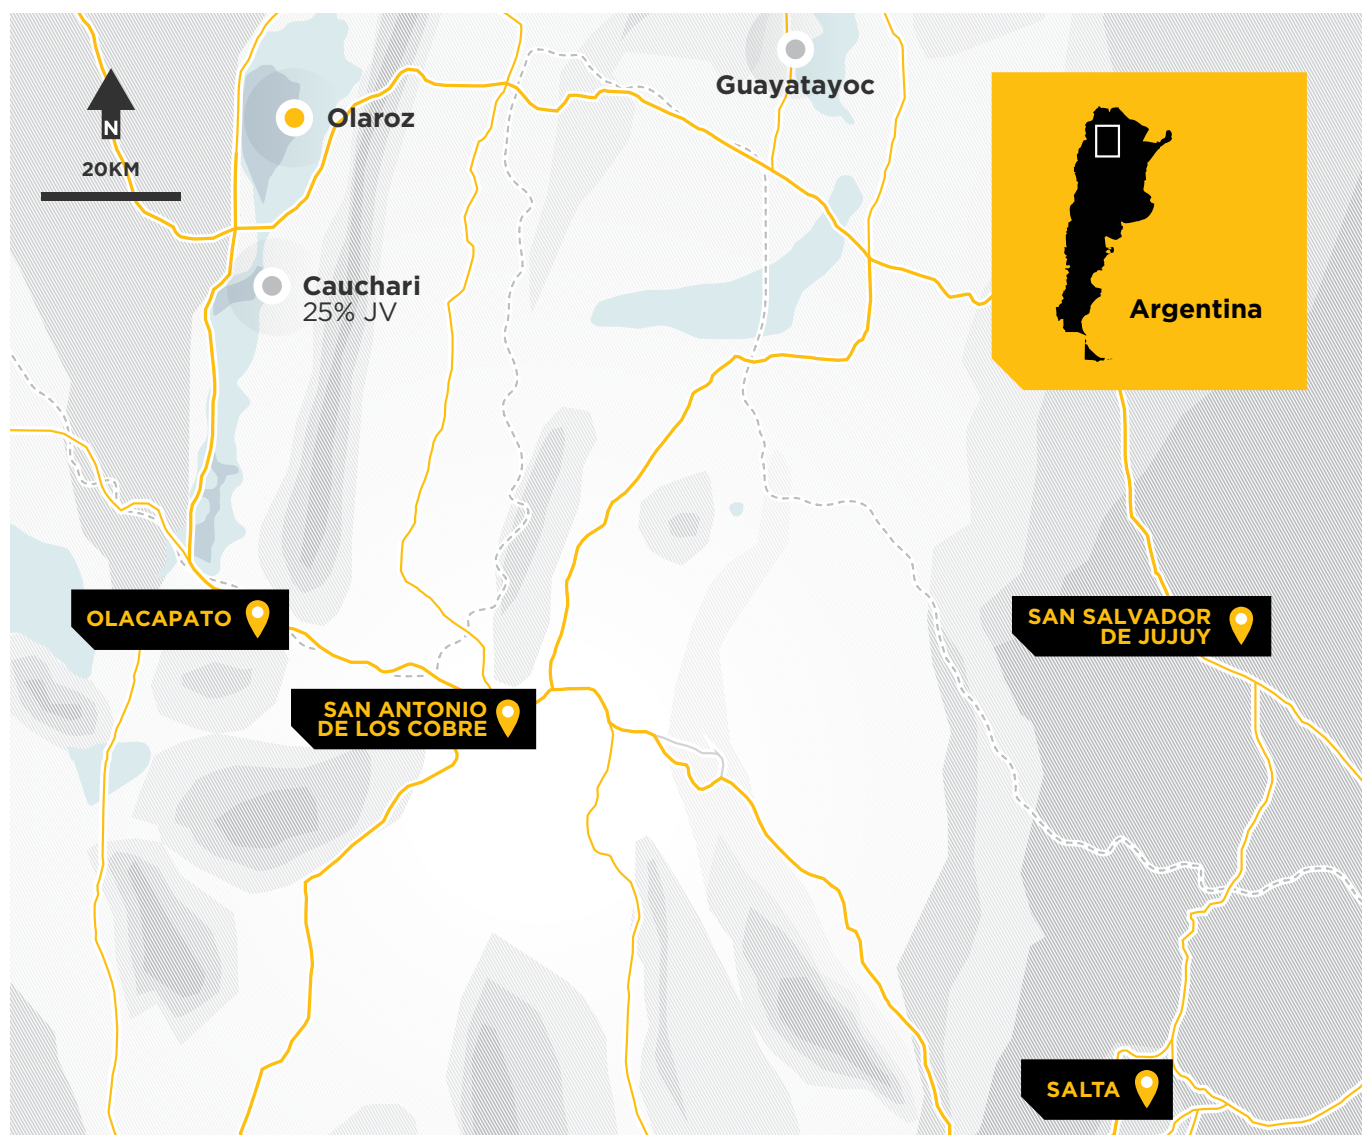 Guayatayoc
Olaroz
N
20KM
Cauchari
25% JV
Argentina
OLACAPATO
SAN SALVADOR
DE JUJUY
SAN ANTONIO
DE LOS COBRE
SALTA